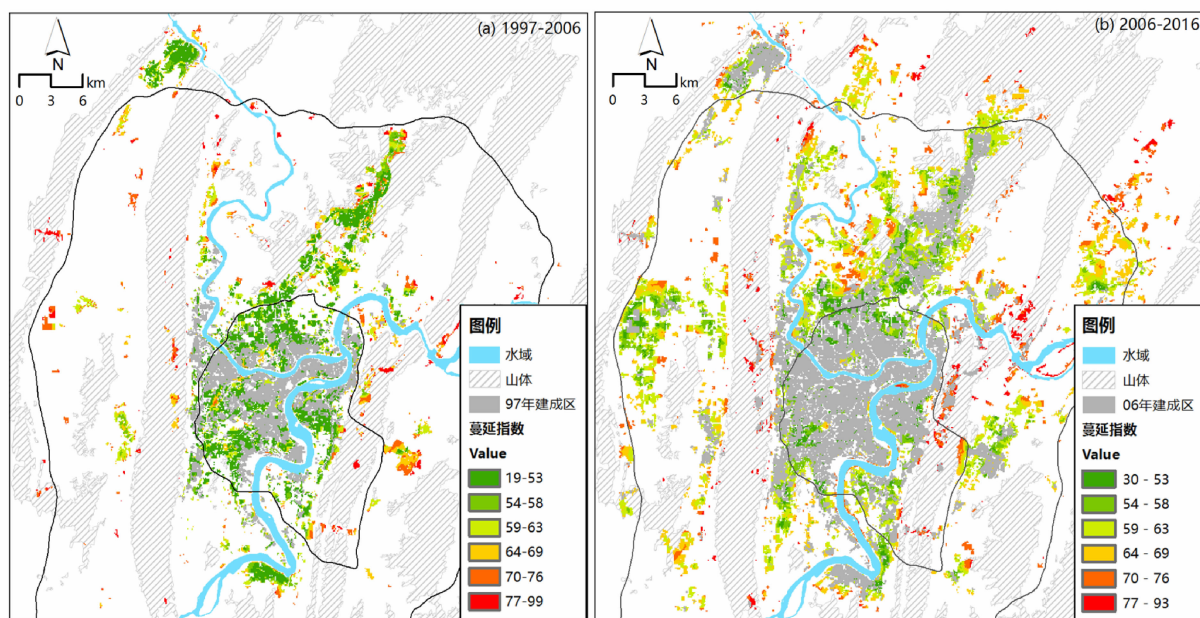 (a) 1997-2006
N
km
0 3 6
图例
水域
山体
97年建成区
蔓延指数
Value
19-53
54-58
59-63
64-69
70-76
77-99
(b) 2006-2016
N
km
0 3 6
图例
水域
山体
06年建成区
蔓延指数
Value
30 - 53
54 - 58
59 - 63
64 - 69
70 - 76
77 - 93